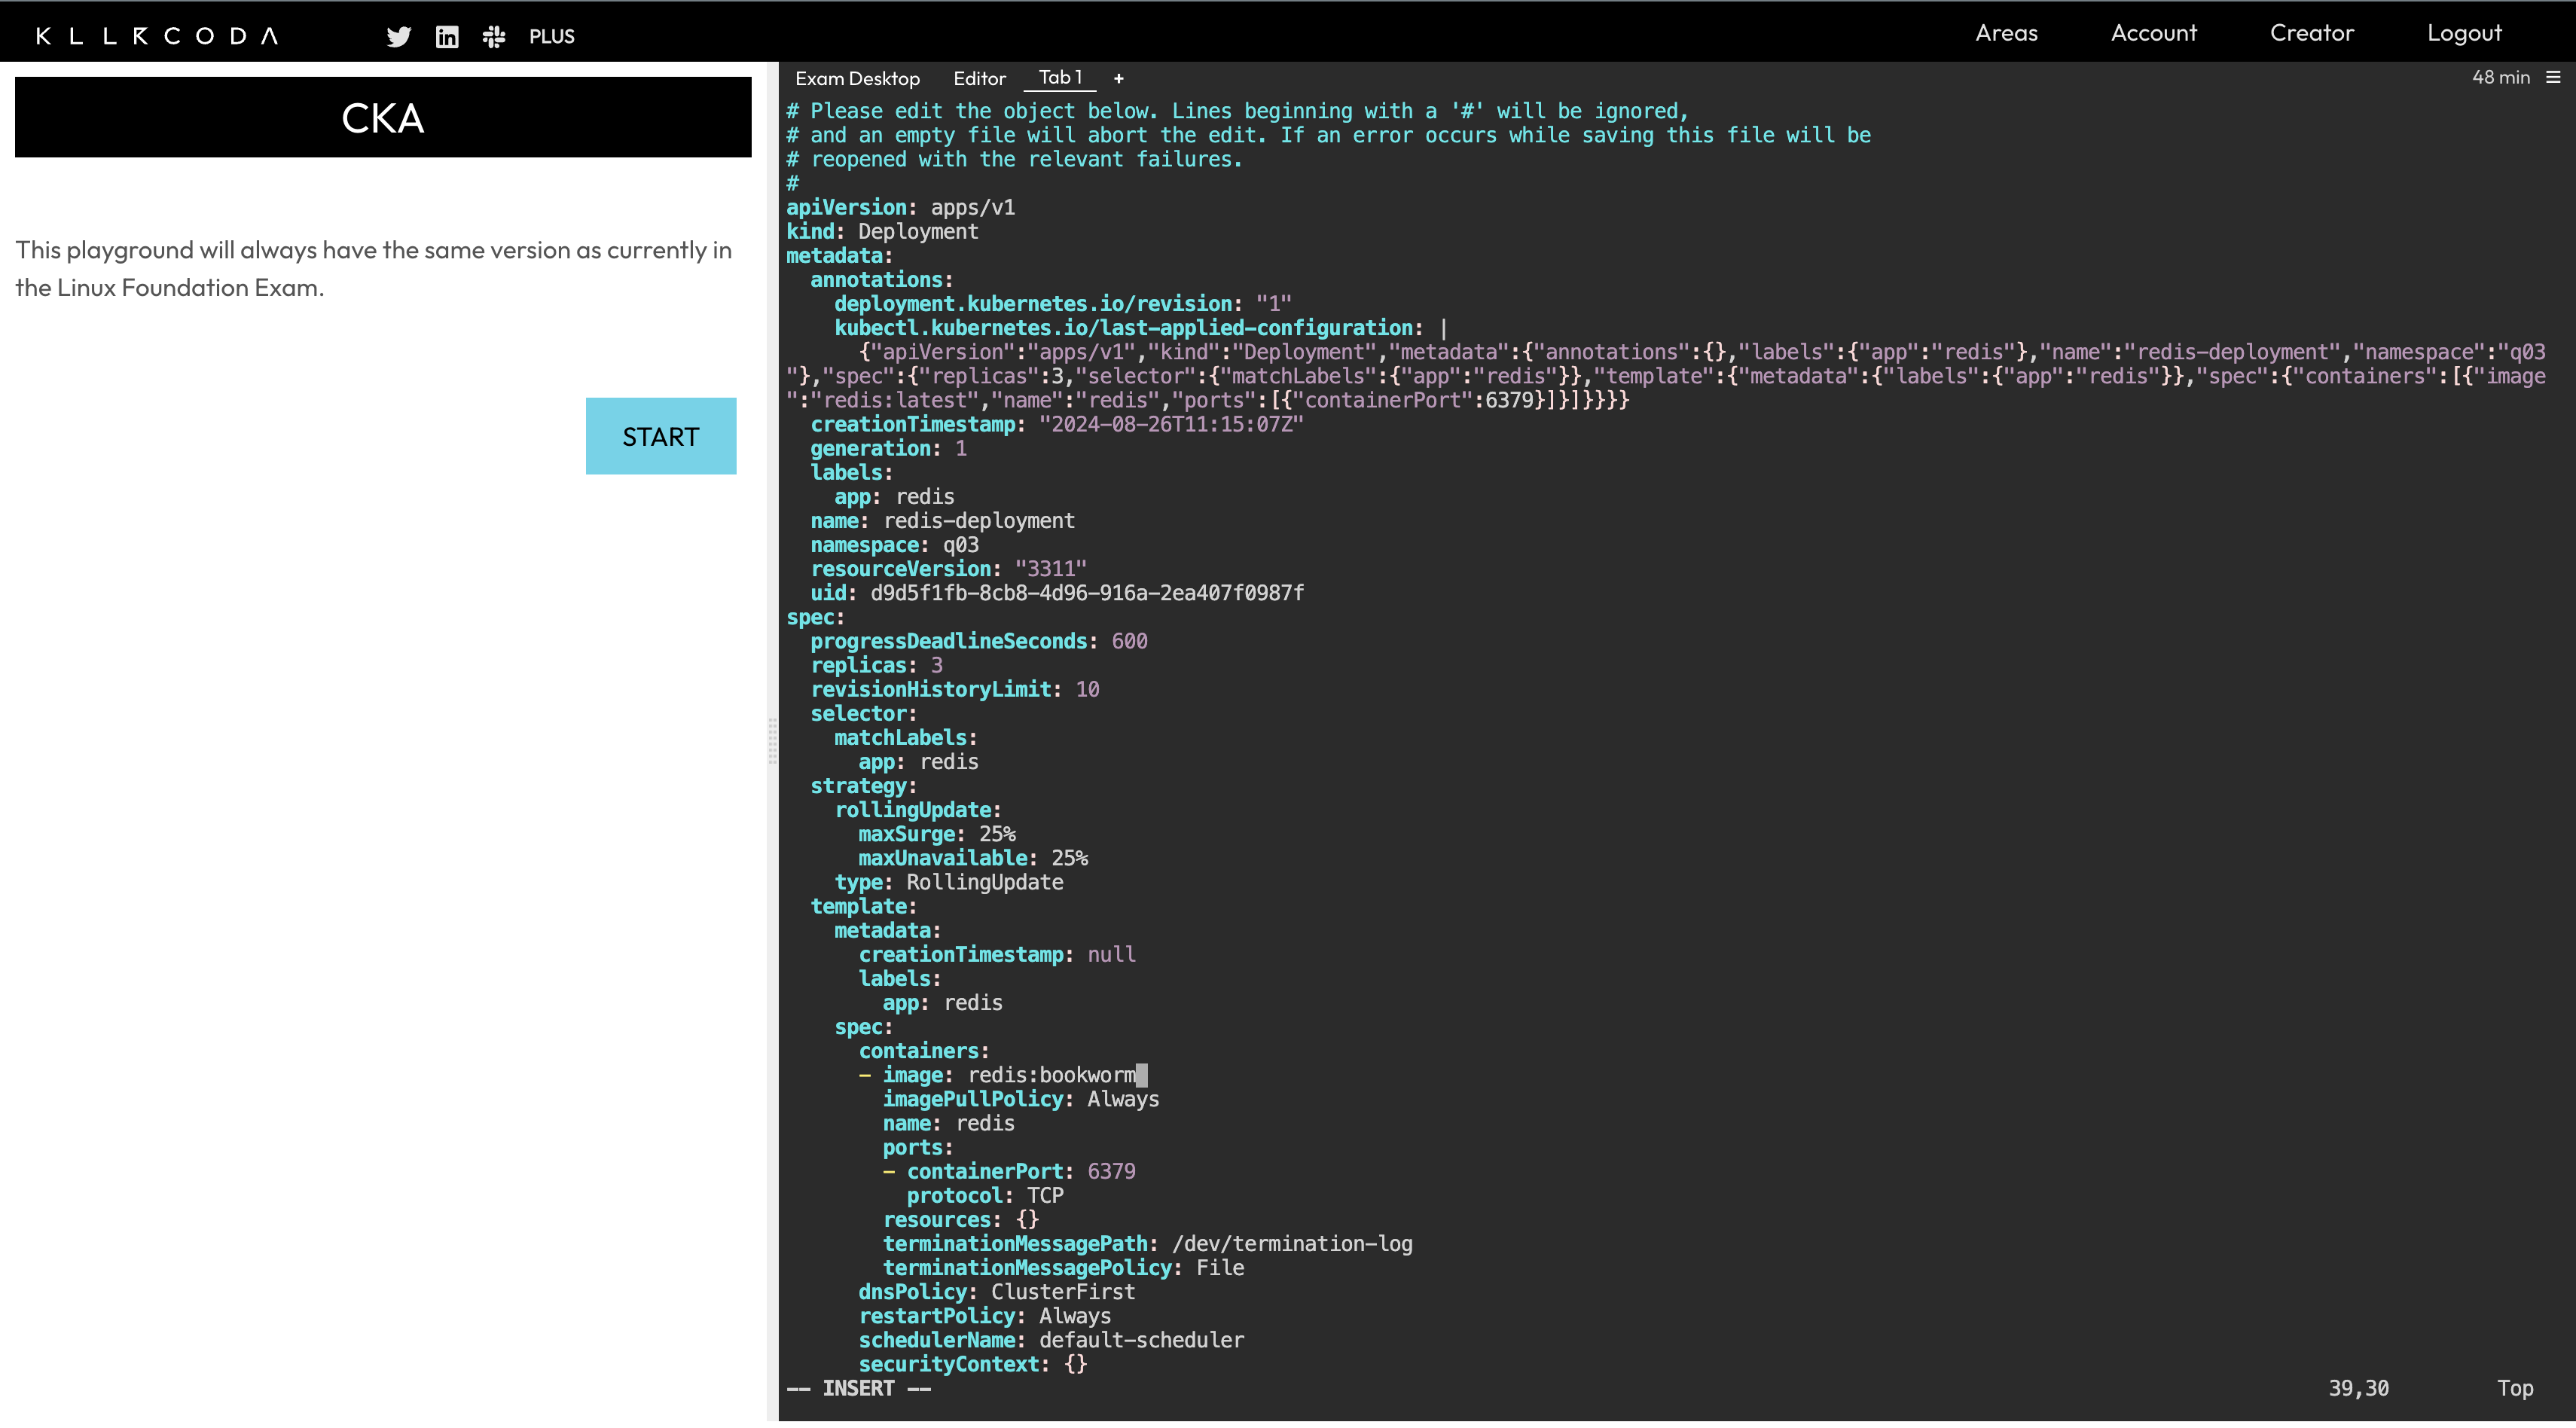 KLLRCODA PLUS Areas Account Creator Logout
CKA
This playground will always have the same version as currently in
the Linux Foundation Exam.
START
Exam Desktop Editor Tab 1 + 48 min
# Please edit the object below. Lines beginning with a '#' will be ignored,
# and an empty file will abort the edit. If an error occurs while saving this file will be
# reopened with the relevant failures.
#
apiVersion: apps/v1
kind: Deployment
metadata:
  annotations:
    deployment.kubernetes.io/revision: "1"
    kubectl.kubernetes.io/last-applied-configuration: |
      {"apiVersion":"apps/v1","kind":"Deployment","metadata":{"annotations":{},"labels":{"app":"redis"},"name":"redis-deployment","namespace":"q03
"},"spec":{"replicas":3,"selector":{"matchLabels":{"app":"redis"}},"template":{"metadata":{"labels":{"app":"redis"}},"spec":{"containers":[{"image
":"redis:latest","name":"redis","ports":[{"containerPort":6379}]}]}}}}
  creationTimestamp: "2024-08-26T11:15:07Z"
  generation: 1
  labels:
    app: redis
  name: redis-deployment
  namespace: q03
  resourceVersion: "3311"
  uid: d9d5f1fb-8cb8-4d96-916a-2ea407f0987f
spec:
  progressDeadlineSeconds: 600
  replicas: 3
  revisionHistoryLimit: 10
  selector:
    matchLabels:
      app: redis
  strategy:
    rollingUpdate:
      maxSurge: 25%
      maxUnavailable: 25%
    type: RollingUpdate
  template:
    metadata:
      creationTimestamp: null
      labels:
        app: redis
    spec:
      containers:
      - image: redis:bookworm
        imagePullPolicy: Always
        name: redis
        ports:
        - containerPort: 6379
          protocol: TCP
        resources: {}
        terminationMessagePath: /dev/termination-log
        terminationMessagePolicy: File
      dnsPolicy: ClusterFirst
      restartPolicy: Always
      schedulerName: default-scheduler
      securityContext: {}
-- INSERT -- 39,30 Top